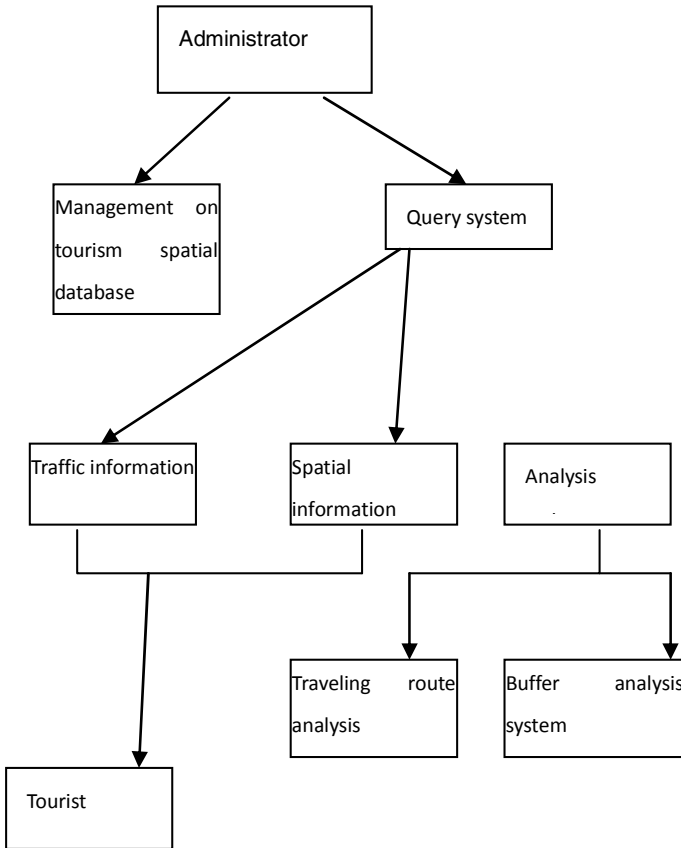 Administrator
Management on
tourism spatial
database
Query system
Traffic information
Spatial
information
Analysis
Traveling route
analysis
Buffer analysis
system
Tourist